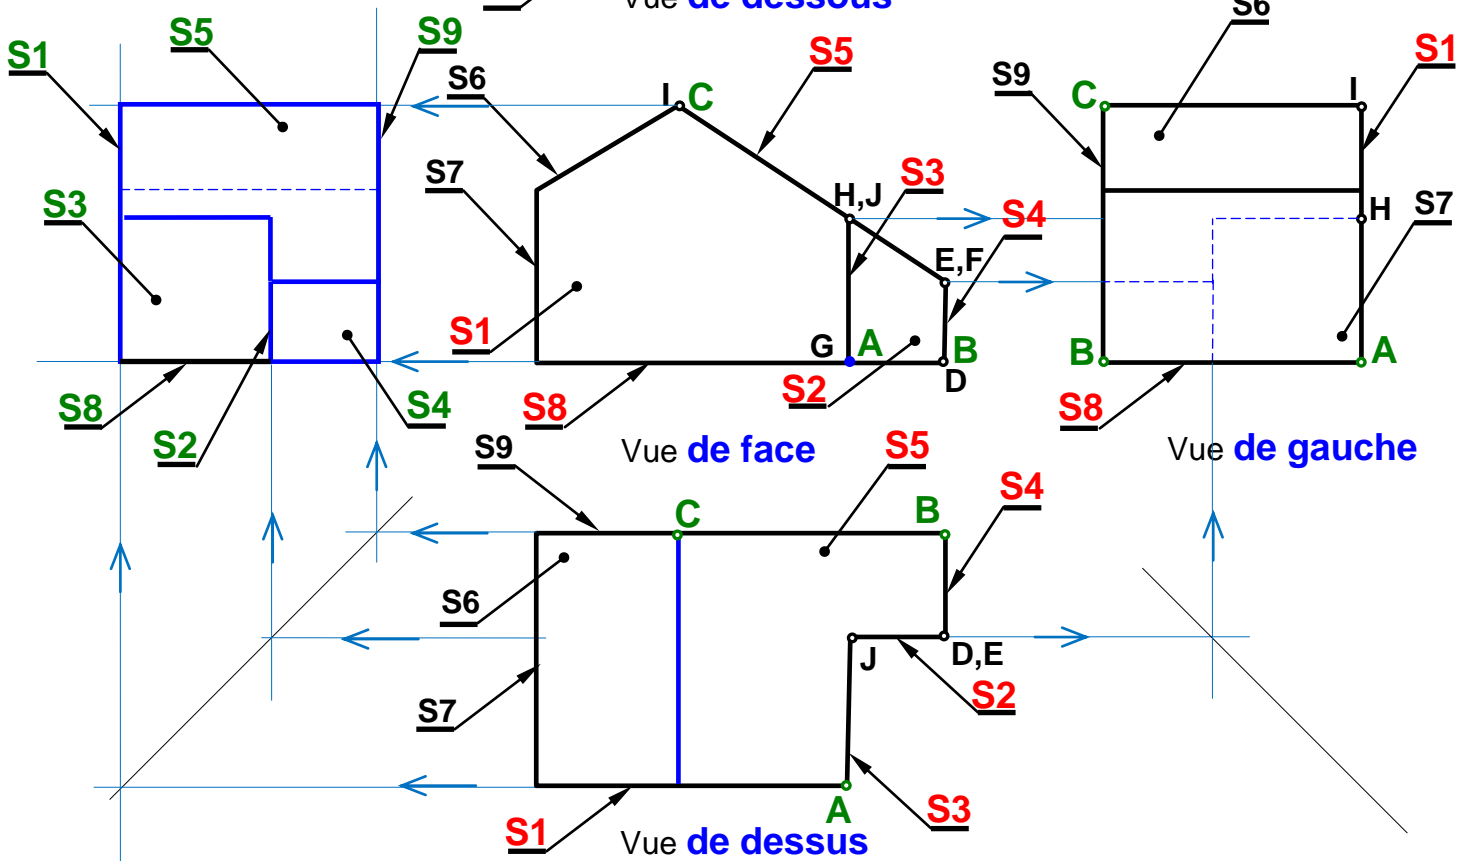 Vue de dessous
S6
S1
S5
S9
S5
S1
S6
I
C
S9
C
I
S7
S3
H,J
S3
S4
H
S7
E,F
S1
G
A
B
D
B
A
S8
S2
S4
S8
S2
S8
Vue de face
Vue de gauche
S9
S5
S4
C
B
S6
J
D,E
S2
S7
A
S3
S1
Vue de dessus